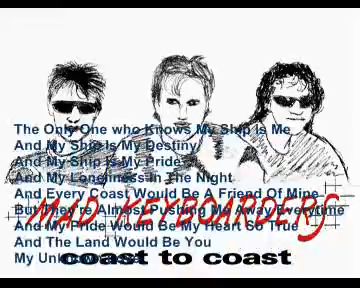 The Only One who Knows My Ship Is Me
And My Ship Is My Destiny
And My Ship Is My Pride
And My Loneliness In The Night
And Every Coast Would Be A Friend Of Mine
But They're Almost Pushing Me Away Everytime
MAD KEYBOARDERS
And My Pride Would Be My Heart So True
And The Land Would Be You
My Unknown
coast to coast